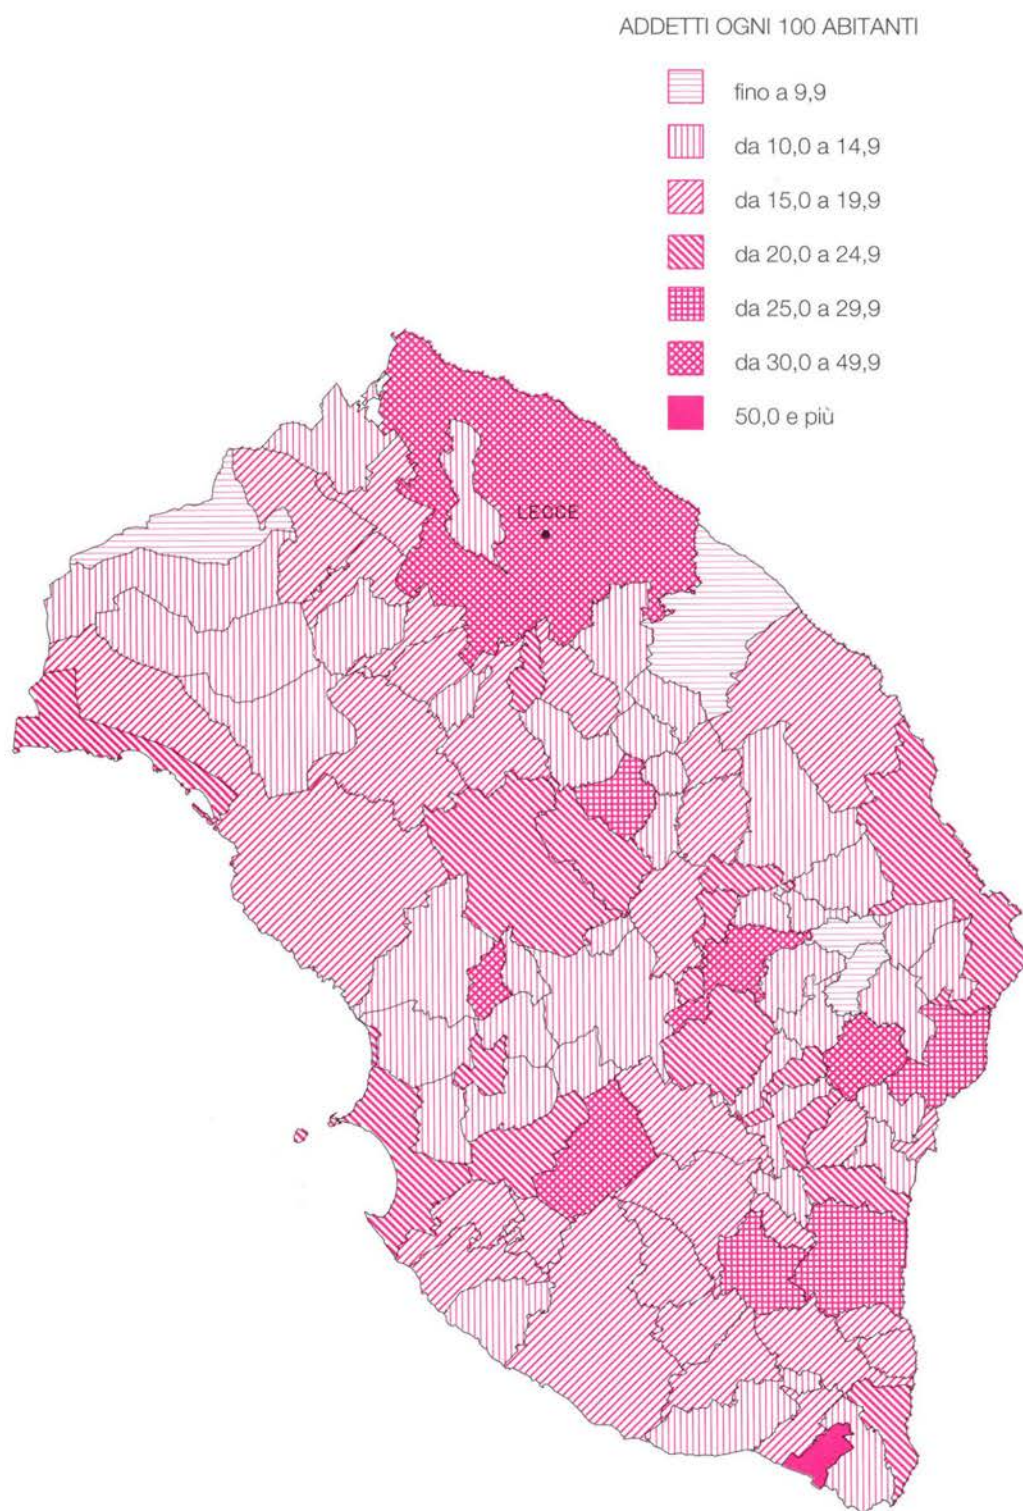 ADDETTI OGNI 100 ABITANTI
fino a 9,9
da 10,0 a 14,9
da 15,0 a 19,9
da 20,0 a 24,9
da 25,0 a 29,9
da 30,0 a 49,9
50,0 e più
LECCE